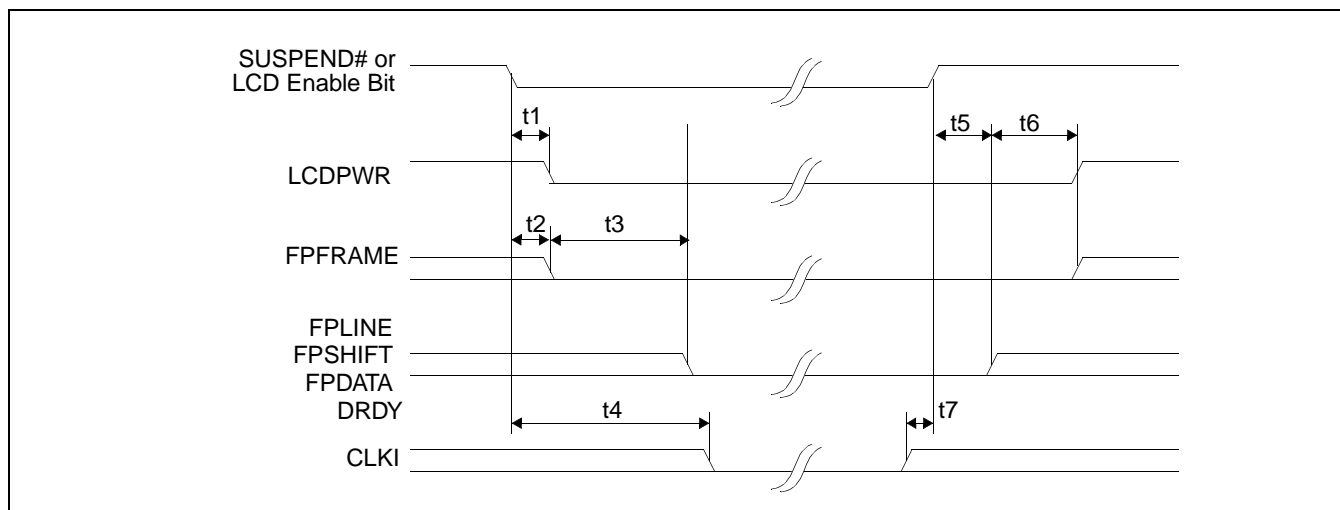 SUSPEND# or
LCD Enable Bit
t1
t5
t6
LCDPWR
t2
t3
FPFRAME
FPLINE
FPSHIFT
FPDATA
DRDY
t4
t7
CLKI